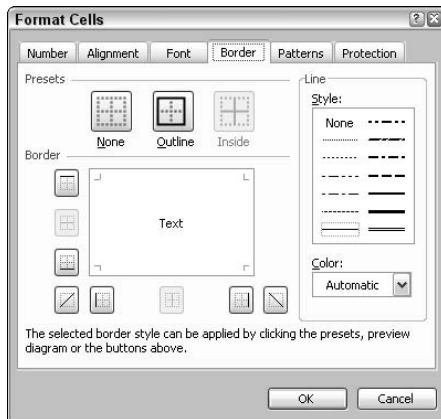 Format Cells
Number Alignment Font Border Patterns Protection
Presets
None Outline Inside
Line
Style:
None
Border
Text
Color:
Automatic
The selected border style can be applied by clicking the presets, preview
diagram or the buttons above.
OK Cancel